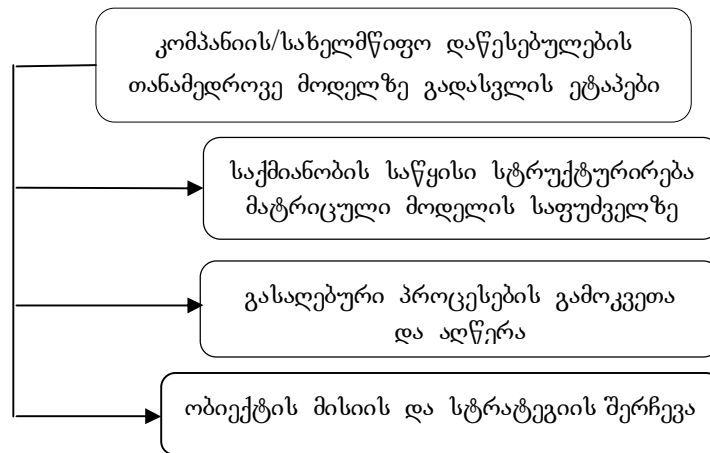 კომპანიის/სახელმწიფო დაწესებულების
თანამედროვე მოდელზე გადასვლის ეტაპები
საქმიანობის საწყისი სტრუქტურირება
მატრიცული მოდელის საფუძველზე
გასაღებური პროცესების გამოკვეთა
და აღწერა
ობიექტის მისიის და სტრატეგიის შერჩევა